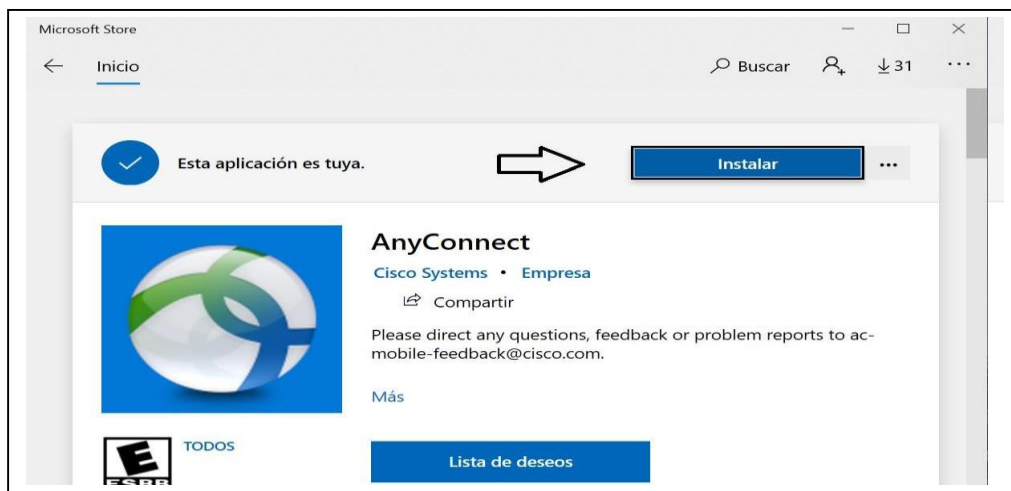 Microsoft Store
Inicio
Buscar
31
Esta aplicación es tuya.
Instalar
AnyConnect
Cisco Systems • Empresa
Compartir
Please direct any questions, feedback or problem reports to ac-
mobile-feedback@cisco.com.
Más
E
ESRB
TODOS
Lista de deseos